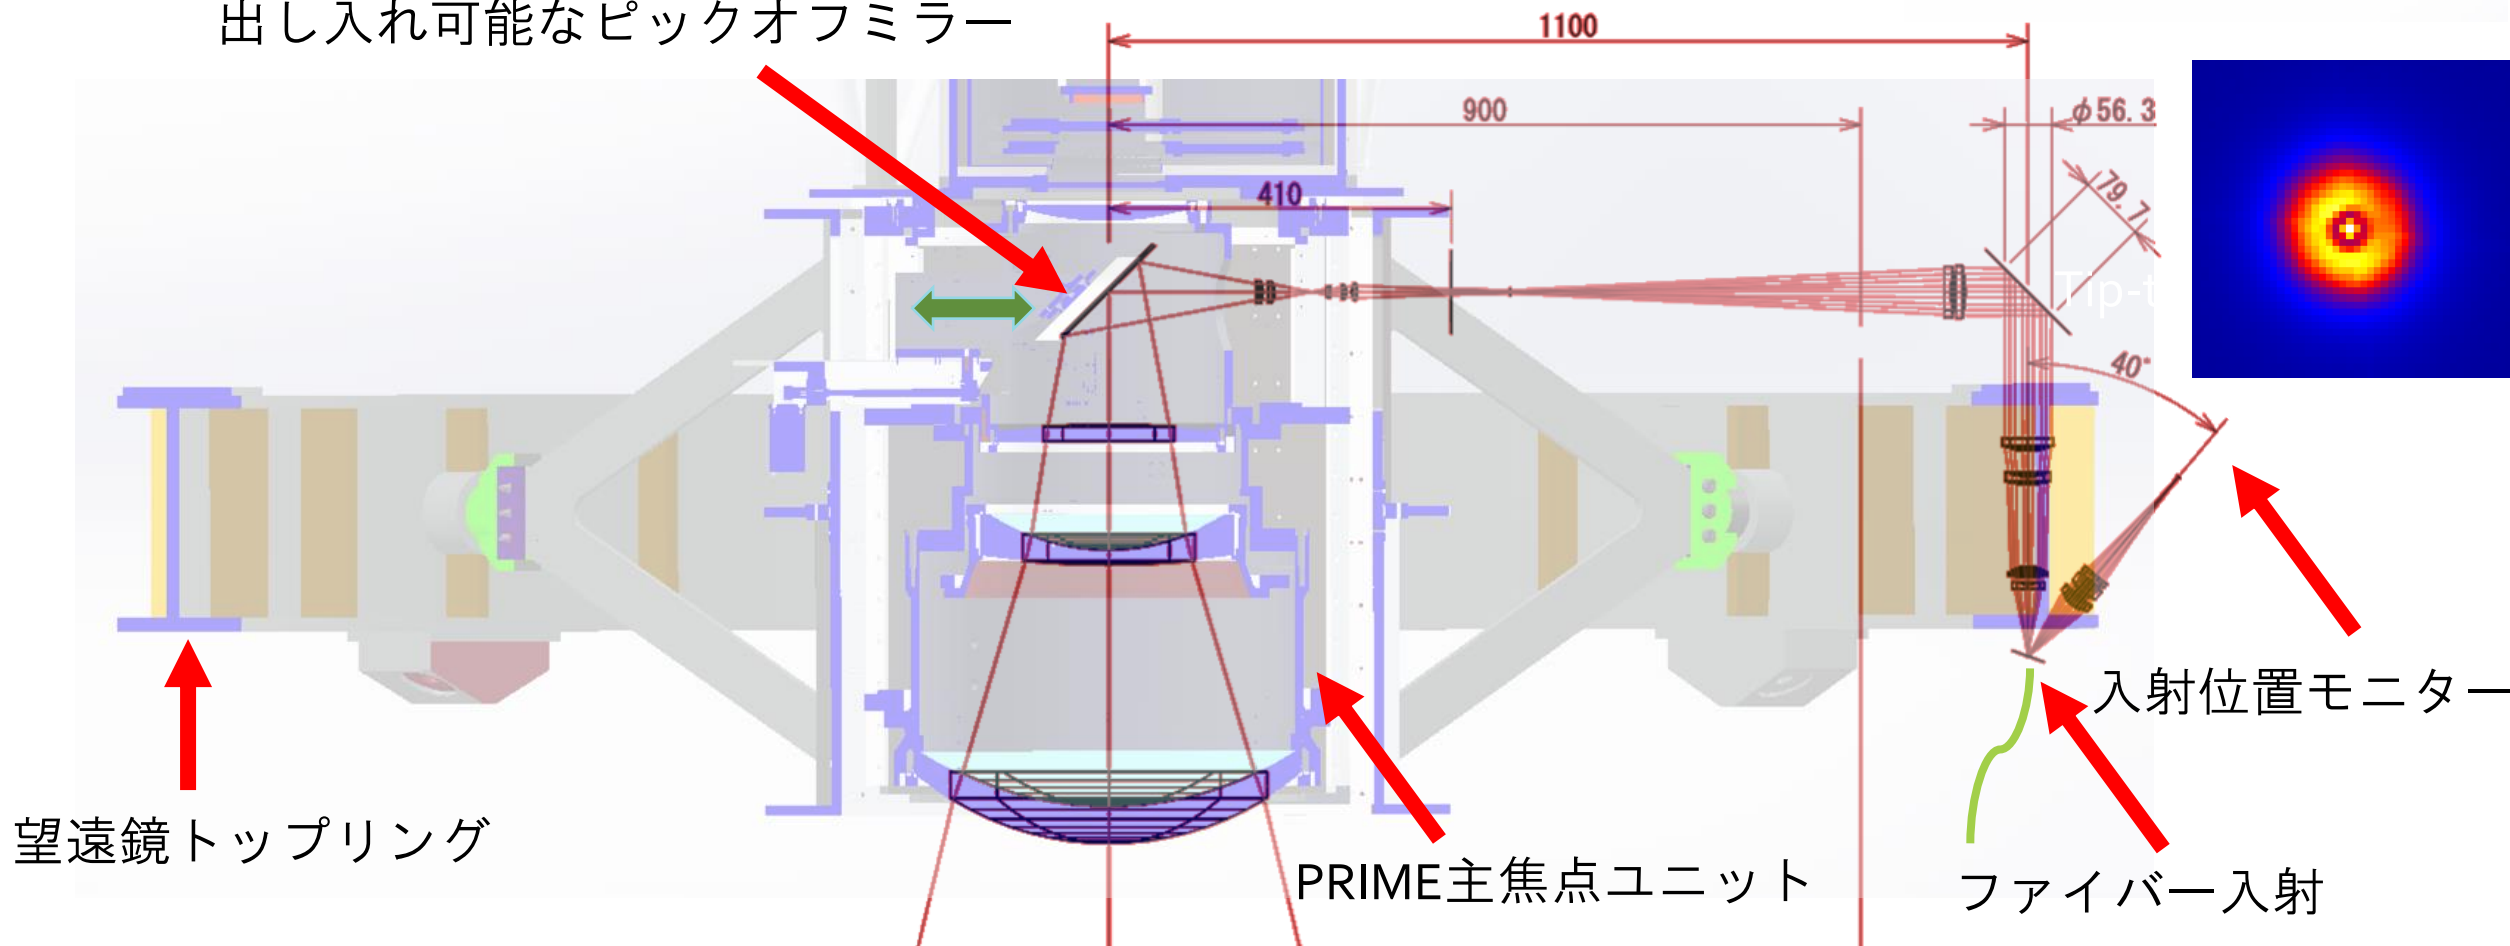 出し入れ可能なピックオフミラー
1100
900
φ56.3
79.7
410
Tip-t
40°
入射位置モニター
望遠鏡トップリング
PRIME主焦点ユニット
ファイバー入射